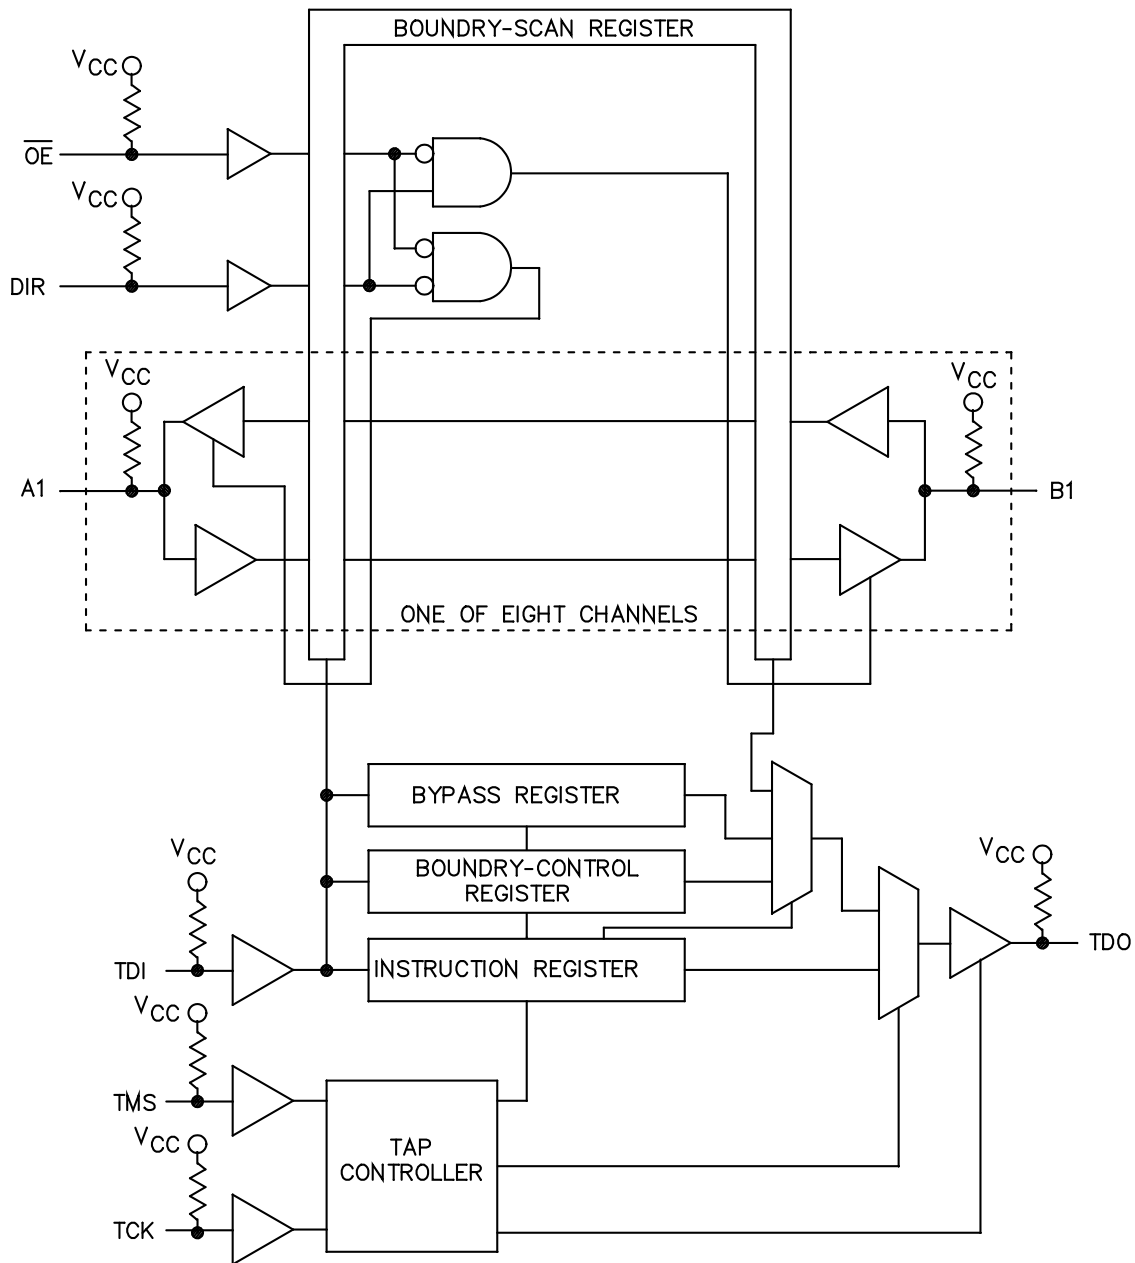 BOUNDRY-SCAN REGISTER
VCC
OE
VCC
DIR
VCC
VCC
A1
B1
ONE OF EIGHT CHANNELS
BYPASS REGISTER
VCC
BOUNDRY-CONTROL
REGISTER
VCC
TDI
INSTRUCTION REGISTER
TDO
VCC
TMS
VCC
TAP
CONTROLLER
TCK